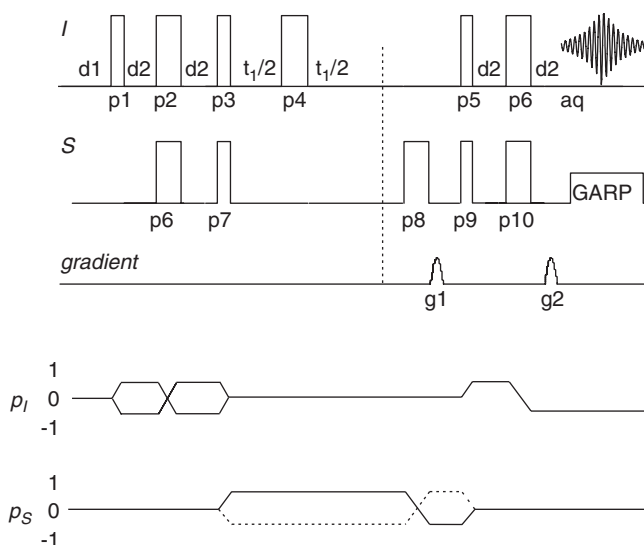 I
d1 d2 d2 t1/2 t1/2 d2 d2
p1 p2 p3 p4 p5 p6 aq
S
GARP
p6 p7 p8 p9 p10
gradient
g1 g2
1
pI 0
-1
1
pS 0
-1